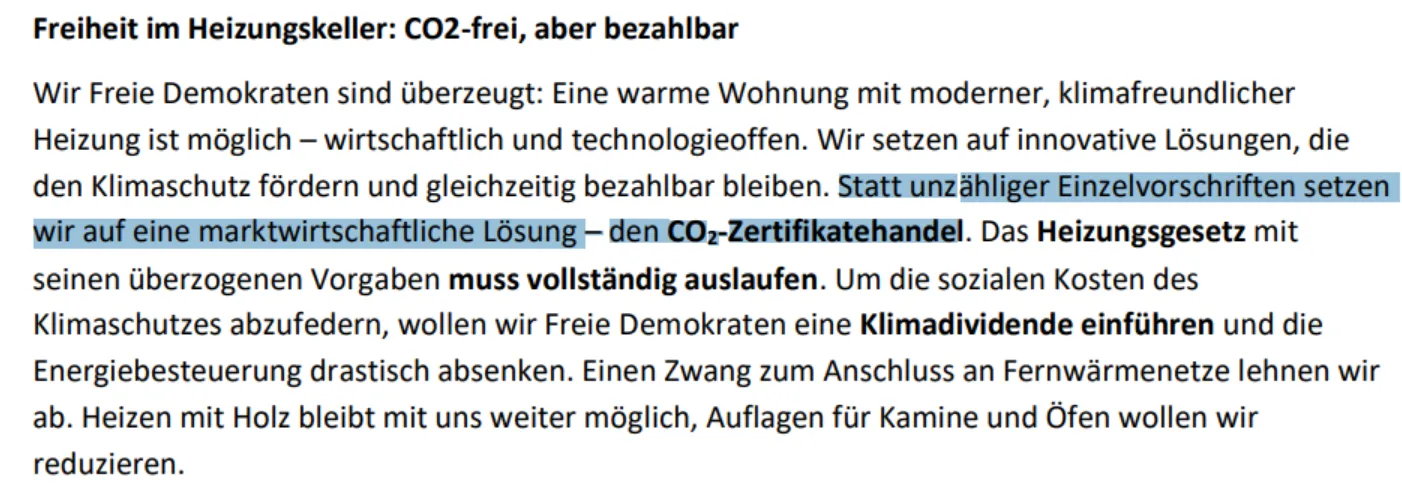 Freiheit im Heizungskeller: CO2-frei, aber bezahlbar
Wir Freie Demokraten sind überzeugt: Eine warme Wohnung mit moderner, klimafreundlicher
Heizung ist möglich – wirtschaftlich und technologieoffen. Wir setzen auf innovative Lösungen, die
den Klimaschutz fördern und gleichzeitig bezahlbar bleiben. Statt unzähliger Einzelvorschriften setzen
wir auf eine marktwirtschaftliche Lösung – den CO₂-Zertifikatehandel. Das Heizungsgesetz mit
seinen überzogenen Vorgaben muss vollständig auslaufen. Um die sozialen Kosten des
Klimaschutzes abzufedern, wollen wir Freie Demokraten eine Klimadividende einführen und die
Energiebesteuerung drastisch absenken. Einen Zwang zum Anschluss an Fernwärmenetze lehnen wir
ab. Heizen mit Holz bleibt mit uns weiter möglich, Auflagen für Kamine und Öfen wollen wir
reduzieren.